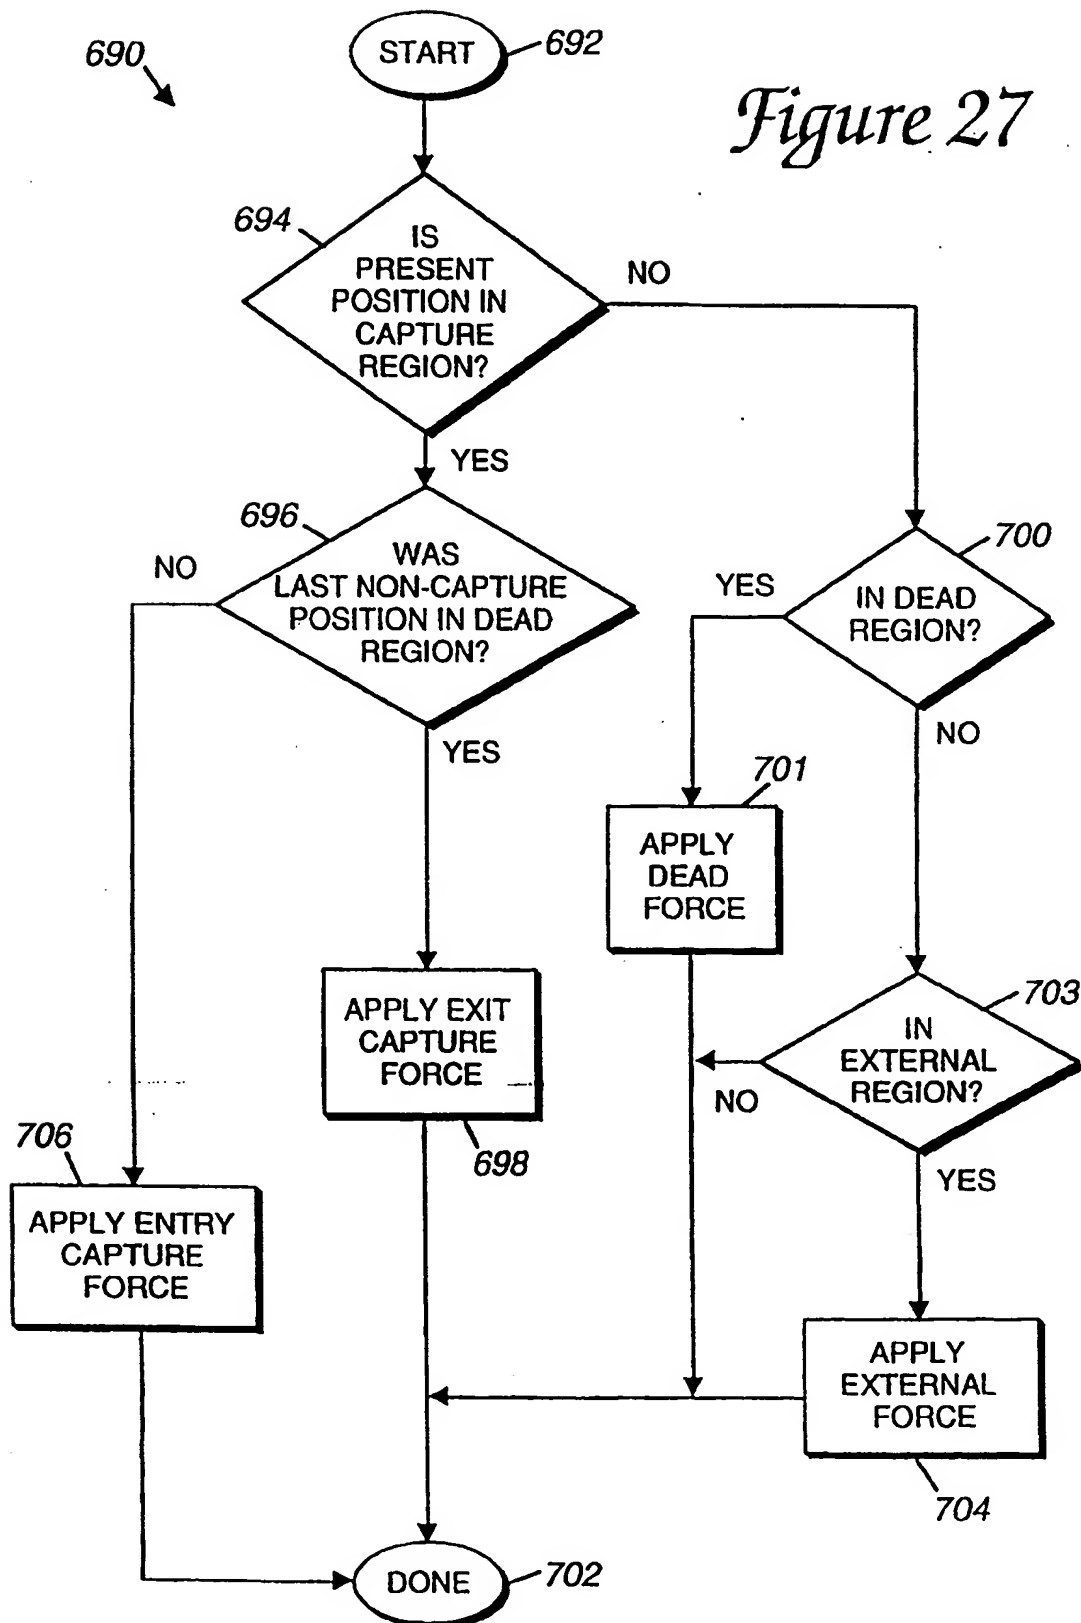 690
START
692
Figure 27
694
IS
PRESENT
POSITION IN
CAPTURE
REGION?
NO
YES
696
WAS
LAST NON-CAPTURE
POSITION IN DEAD
REGION?
NO
YES
700
IN DEAD
REGION?
YES
NO
701
APPLY
DEAD
FORCE
703
IN
EXTERNAL
REGION?
NO
YES
APPLY EXIT
CAPTURE
FORCE
698
706
APPLY ENTRY
CAPTURE
FORCE
APPLY
EXTERNAL
FORCE
704
DONE
702